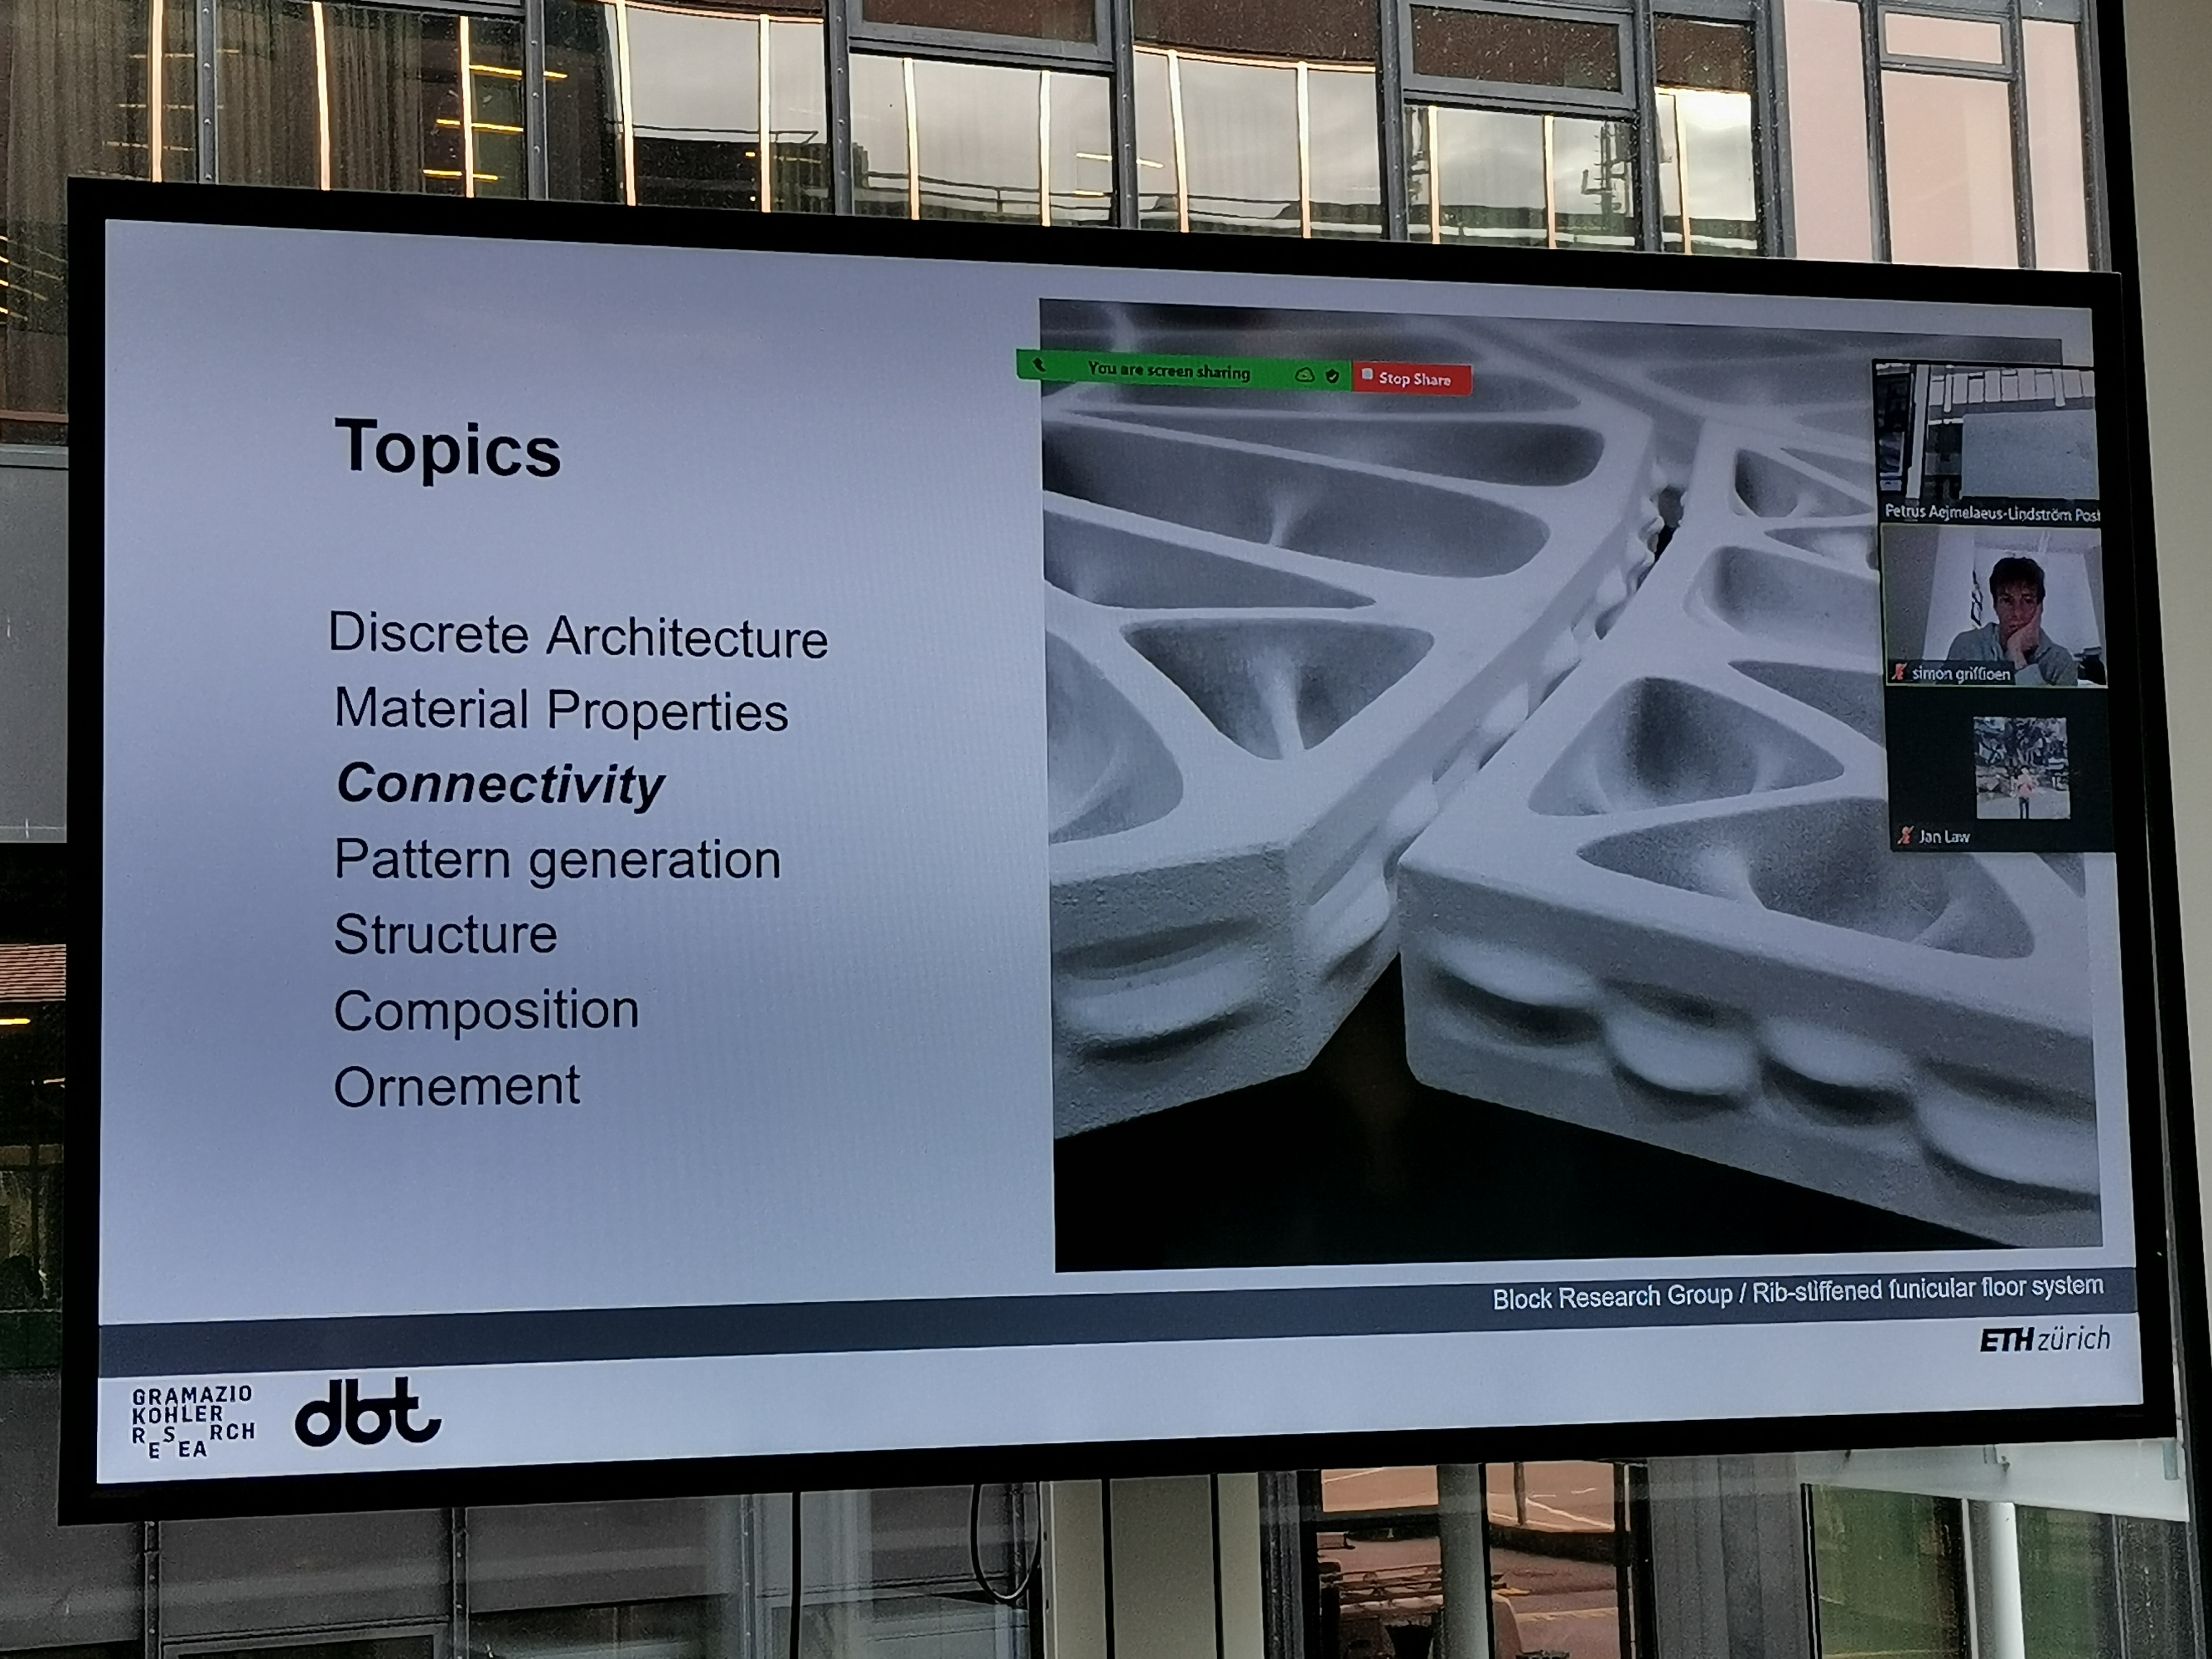 You are screen sharing
Stop Share
Topics
Discrete Architecture
Material Properties
Connectivity
Pattern generation
Structure
Composition
Ornement
Petrus Aejmelaeus-Lindström Post
simon griffioen
Jan Law
Block Research Group / Rib-stiffened funicular floor system
ETH zürich
GRAMAZIO
KOHLER
RESEARCH
dbt